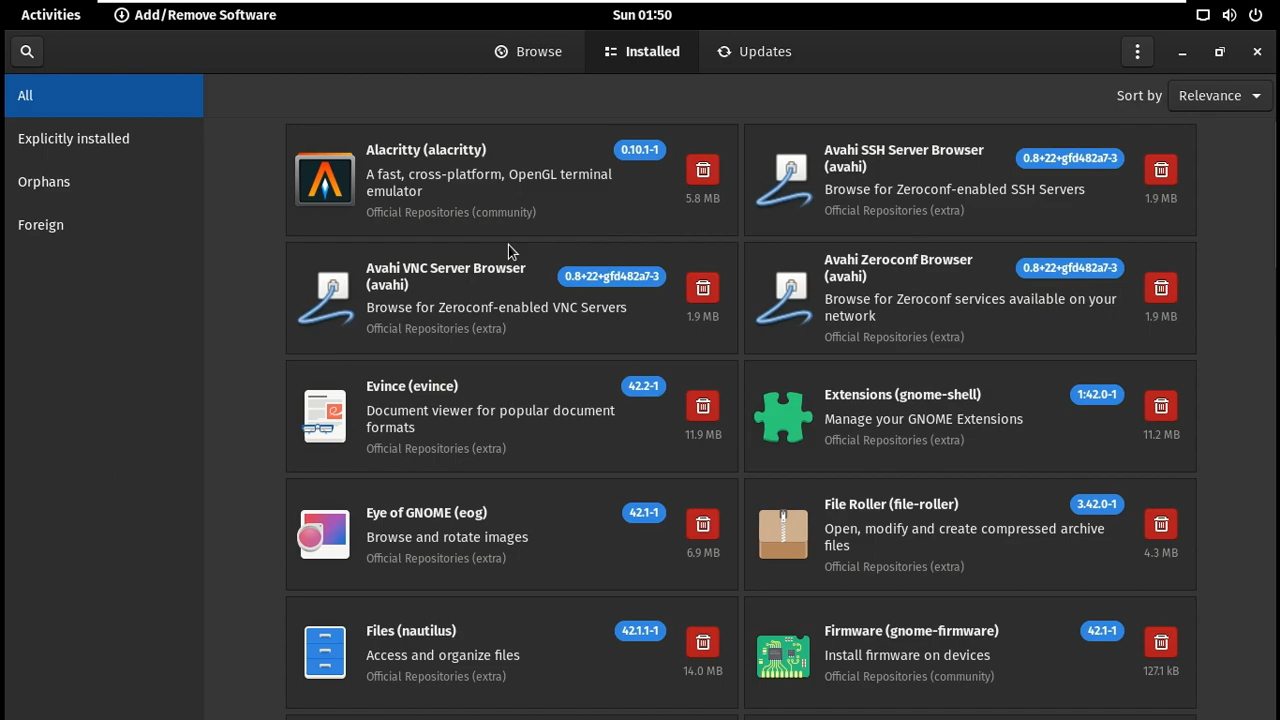 Activities
Add/Remove Software
Sun 01:50
Browse
Installed
Updates
All
Explicitly installed
Orphans
Foreign
Sort by
Relevance
Alacritty (alacritty)
0.10.1-1
A fast, cross-platform, OpenGL terminal
emulator
Official Repositories (community)
5.8 MB
Avahi SSH Server Browser
(avahi)
0.8+22+gfd482a7-3
Browse for Zeroconf-enabled SSH Servers
Official Repositories (extra)
1.9 MB
Avahi VNC Server Browser
(avahi)
0.8+22+gfd482a7-3
Browse for Zeroconf-enabled VNC Servers
Official Repositories (extra)
1.9 MB
Avahi Zeroconf Browser
(avahi)
0.8+22+gfd482a7-3
Browse for Zeroconf services available on your
network
Official Repositories (extra)
1.9 MB
Evince (evince)
42.2-1
Document viewer for popular document
formats
Official Repositories (extra)
11.9 MB
Extensions (gnome-shell)
1:42.0-1
Manage your GNOME Extensions
Official Repositories (extra)
11.2 MB
Eye of GNOME (eog)
42.1-1
Browse and rotate images
Official Repositories (extra)
6.9 MB
File Roller (file-roller)
3.42.0-1
Open, modify and create compressed archive
files
Official Repositories (extra)
4.3 MB
Files (nautilus)
42.1.1-1
Access and organize files
Official Repositories (extra)
14.0 MB
Firmware (gnome-firmware)
42.1-1
Install firmware on devices
Official Repositories (community)
127.1 kB